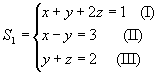 x + y + 2z = 1 (I)
S₁ = { x − y = 3 (II)
y + z = 2 (III)